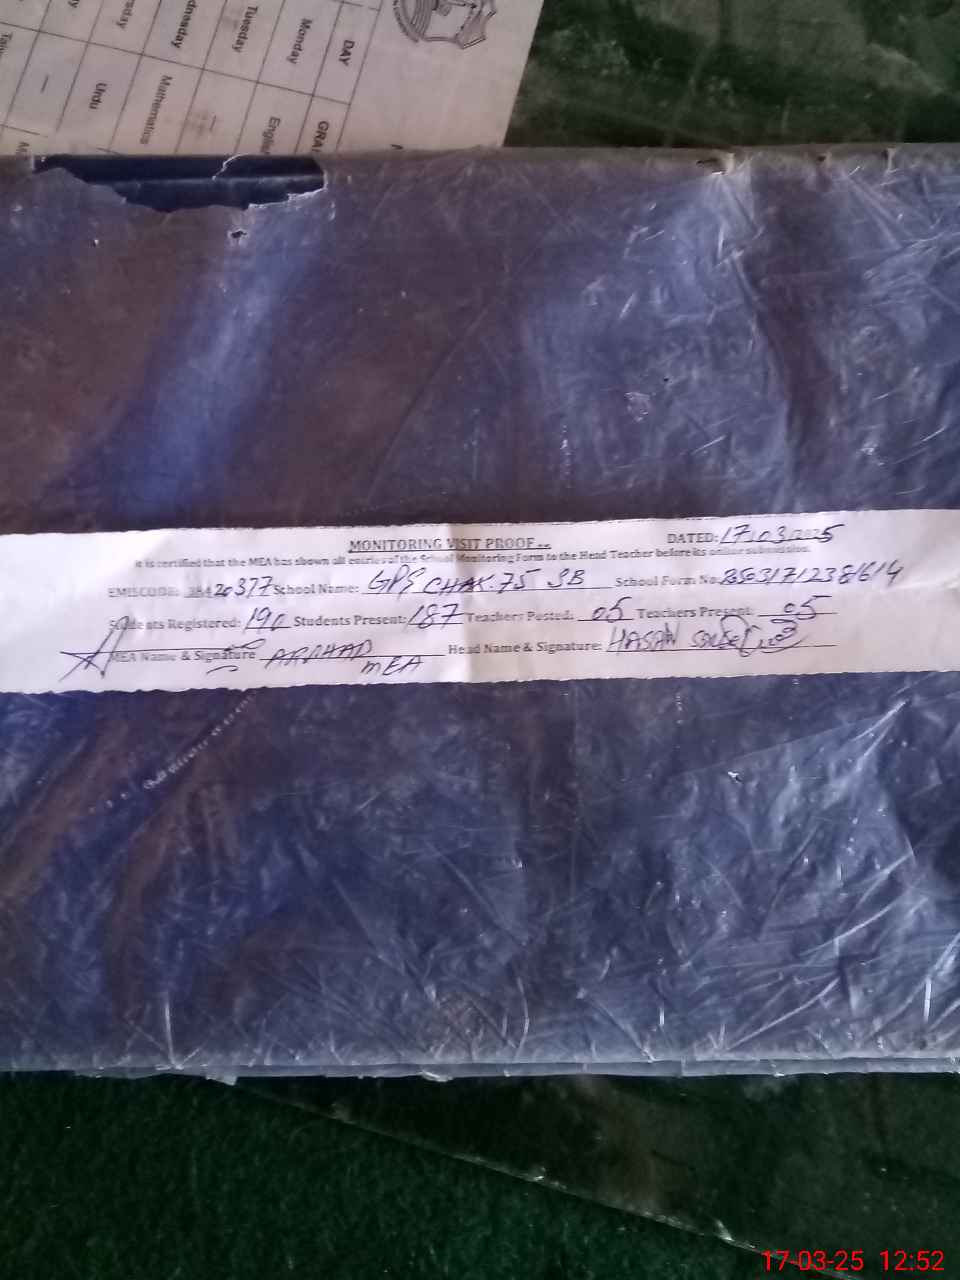 DAY
Monday
Tuesday
Urdu
Mathematics
MONITORING VISIT PROOF
DATED: 17/03/2025
It is certified that the MEA has shown all entries of the School Monitoring Form to the Head Teacher before its online submission.
EMISCODE: 38420377 School Name: GPS CHAK.75 SB School Form No:
Students Registered: 190 Students Present: 187 Teachers Posted: 05 Teachers Present: 05
MEA Name & Signature Head Name & Signature: HASAN
MEA
17-03-25 12:52